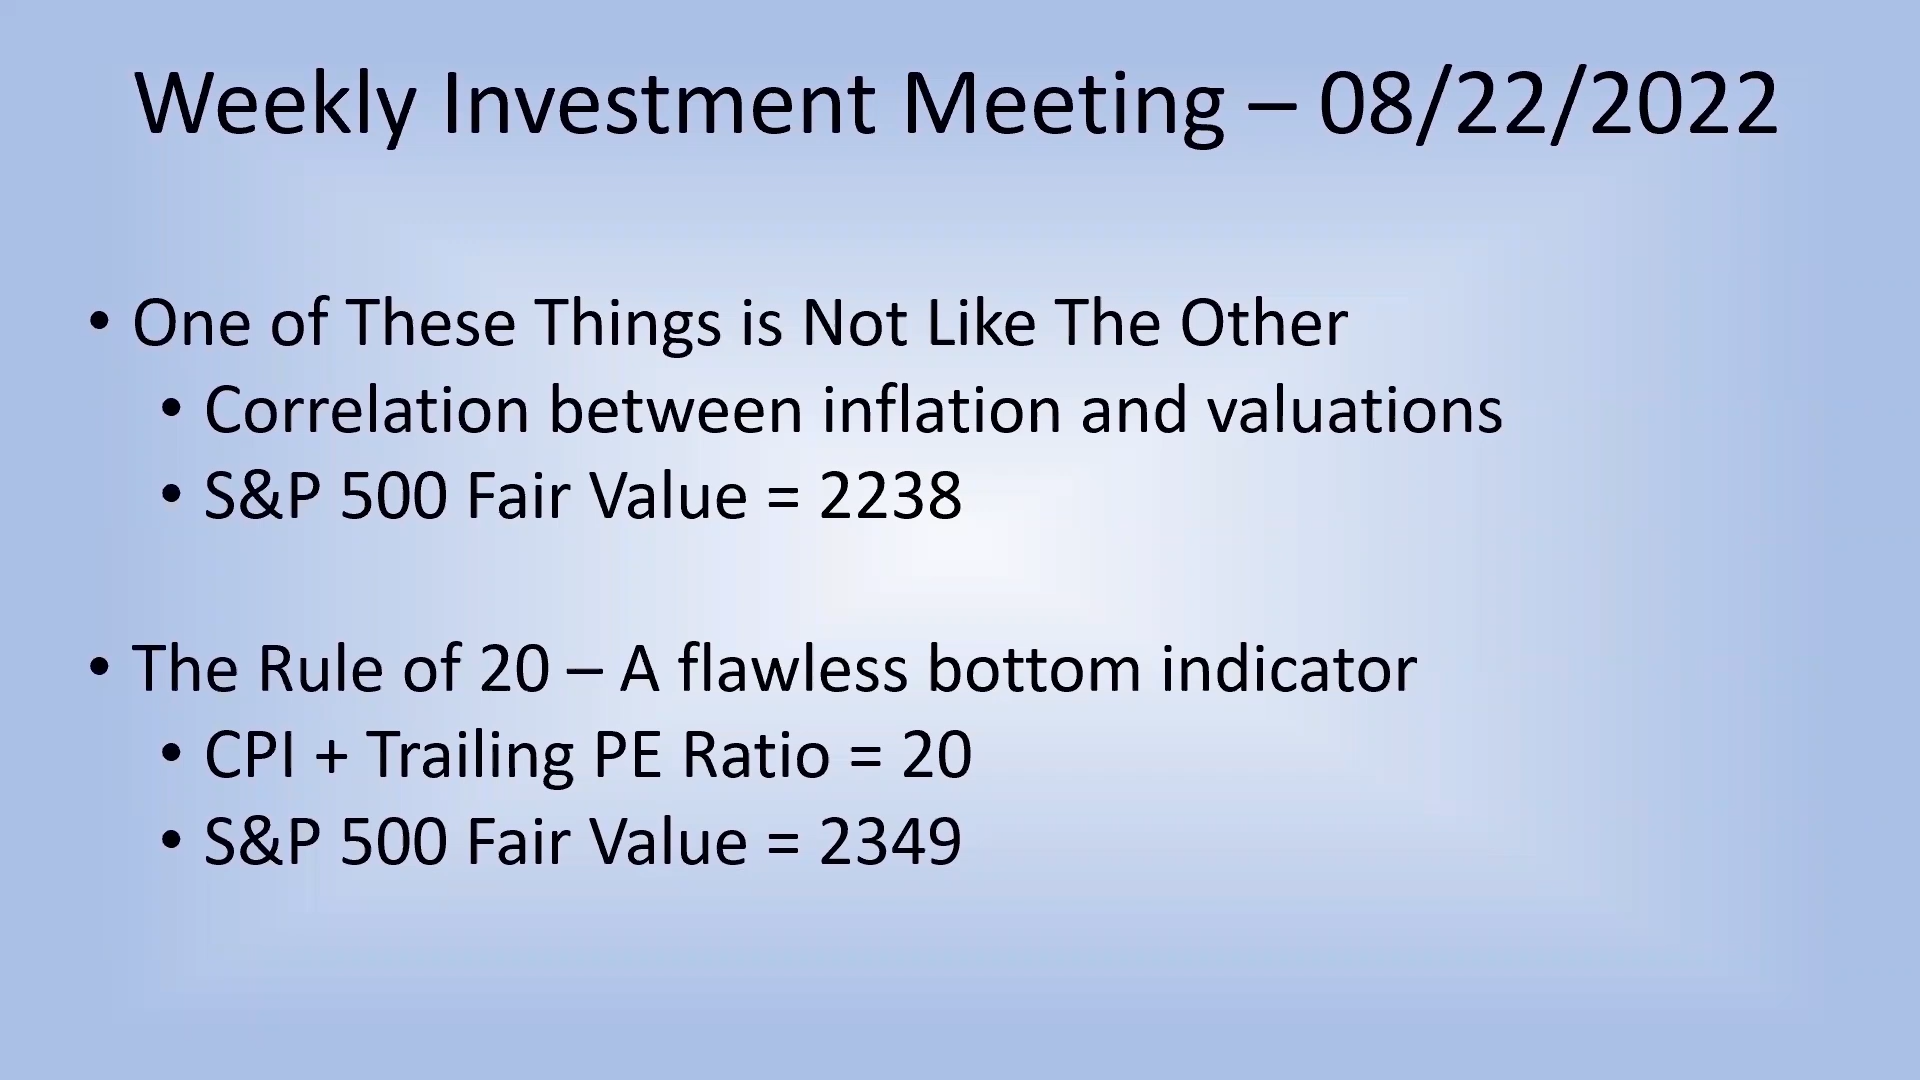 Weekly Investment Meeting – 08/22/2022
• One of These Things is Not Like The Other
• Correlation between inflation and valuations
• S&P 500 Fair Value = 2238
• The Rule of 20 – A flawless bottom indicator
• CPI + Trailing PE Ratio = 20
• S&P 500 Fair Value = 2349